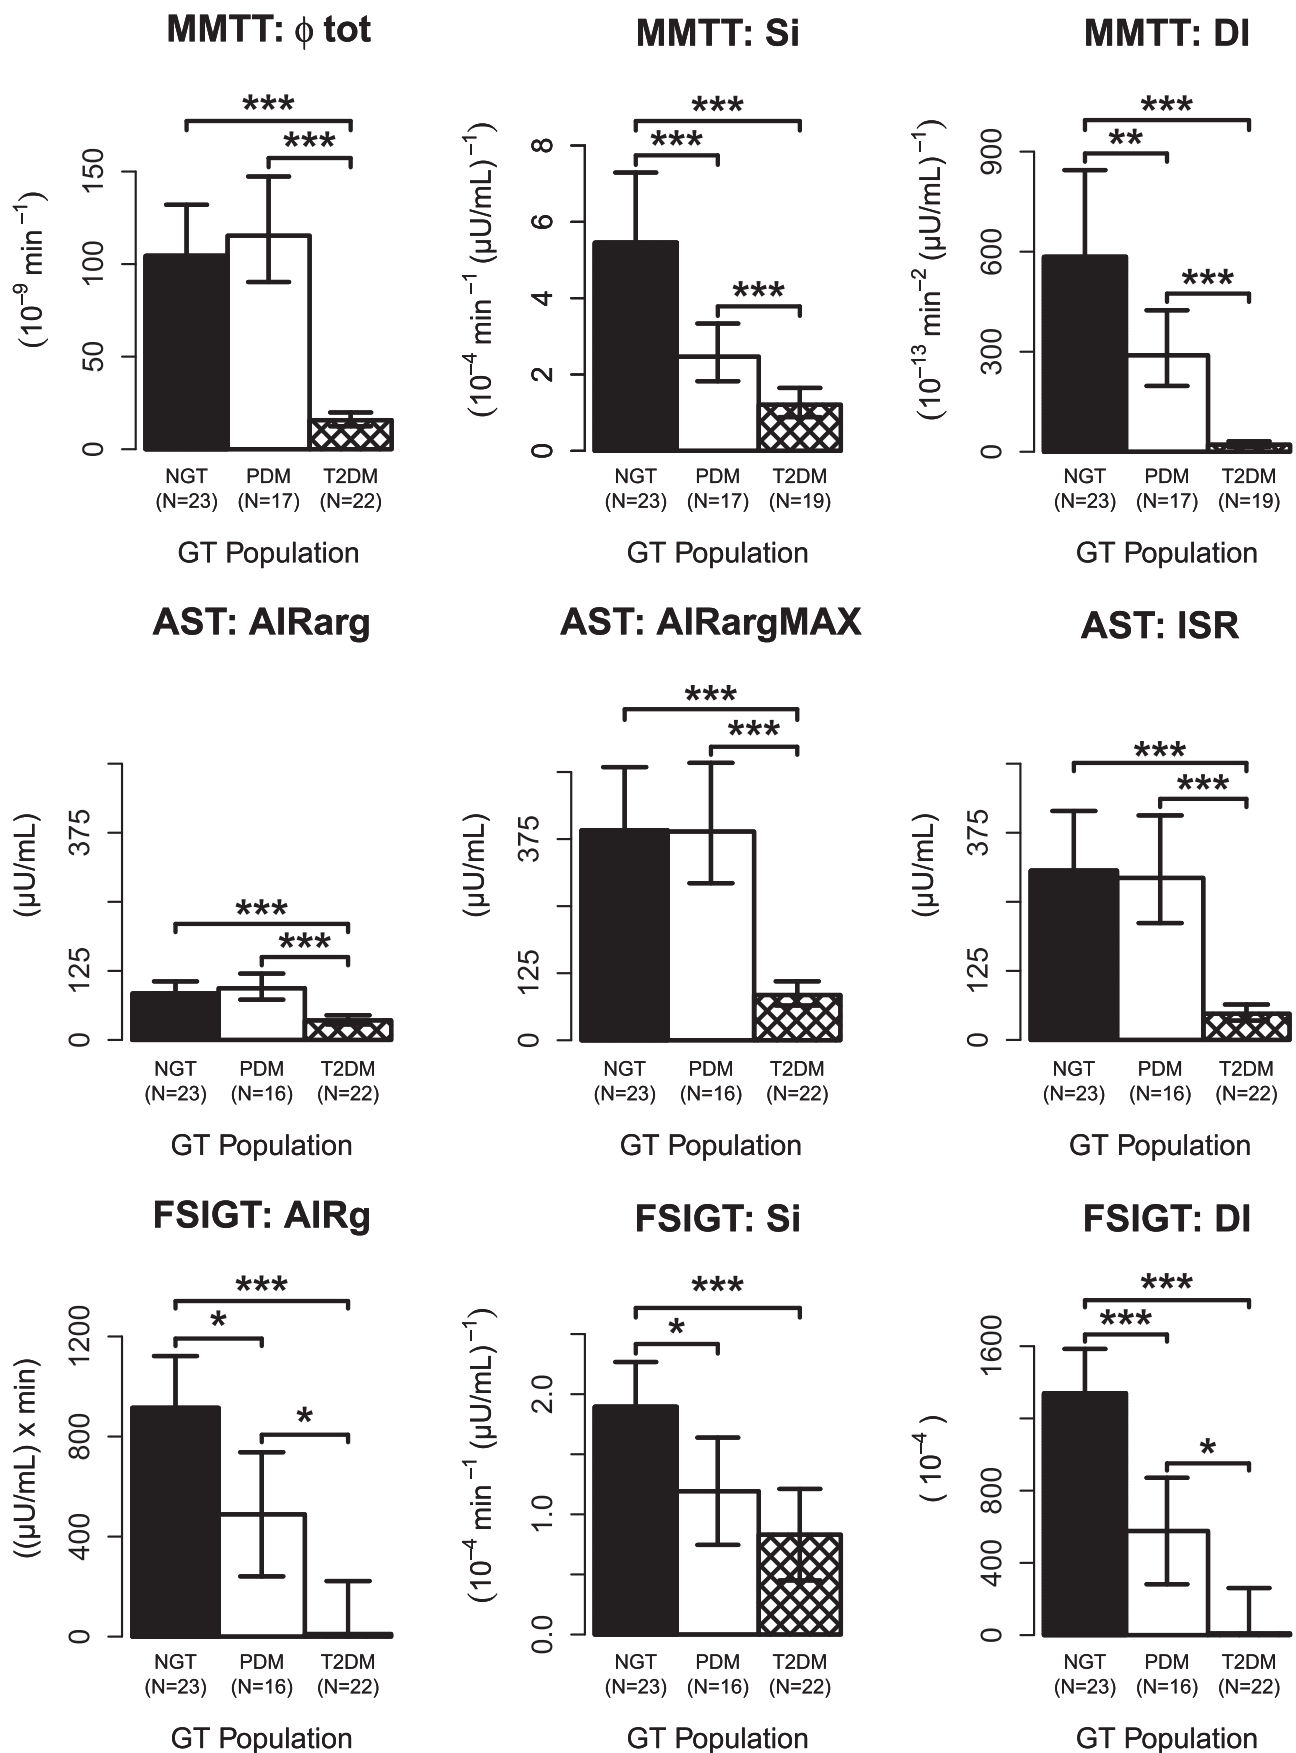 MMTT: ϕ tot
MMTT: Si
MMTT: DI
***
***
(10⁻⁹ min⁻¹)
150
100
50
0
NGT PDM T2DM
(N=23) (N=17) (N=22)
GT Population
***
***
***
(10⁻⁴ min⁻¹ (µU/mL)⁻¹)
8
6
4
2
0
NGT PDM T2DM
(N=23) (N=17) (N=19)
GT Population
***
**
***
(10⁻¹³ min⁻² (µU/mL)⁻¹)
900
600
300
0
NGT PDM T2DM
(N=23) (N=17) (N=19)
GT Population
AST: AIRarg
AST: AIRargMAX
AST: ISR
***
***
(µU/mL)
375
125
0
NGT PDM T2DM
(N=23) (N=16) (N=22)
GT Population
***
***
(µU/mL)
375
125
0
NGT PDM T2DM
(N=23) (N=16) (N=22)
GT Population
***
***
(µU/mL)
375
125
0
NGT PDM T2DM
(N=23) (N=16) (N=22)
GT Population
FSIGT: AIRg
FSIGT: Si
FSIGT: DI
***
*
*
((µU/mL) x min)
1200
800
400
0
NGT PDM T2DM
(N=23) (N=16) (N=22)
GT Population
***
*
(10⁻⁴ min⁻¹ (µU/mL)⁻¹)
2.0
1.0
0.0
NGT PDM T2DM
(N=23) (N=16) (N=22)
GT Population
***
***
*
( 10⁻⁴)
1600
800
400
0
NGT PDM T2DM
(N=23) (N=16) (N=22)
GT Population